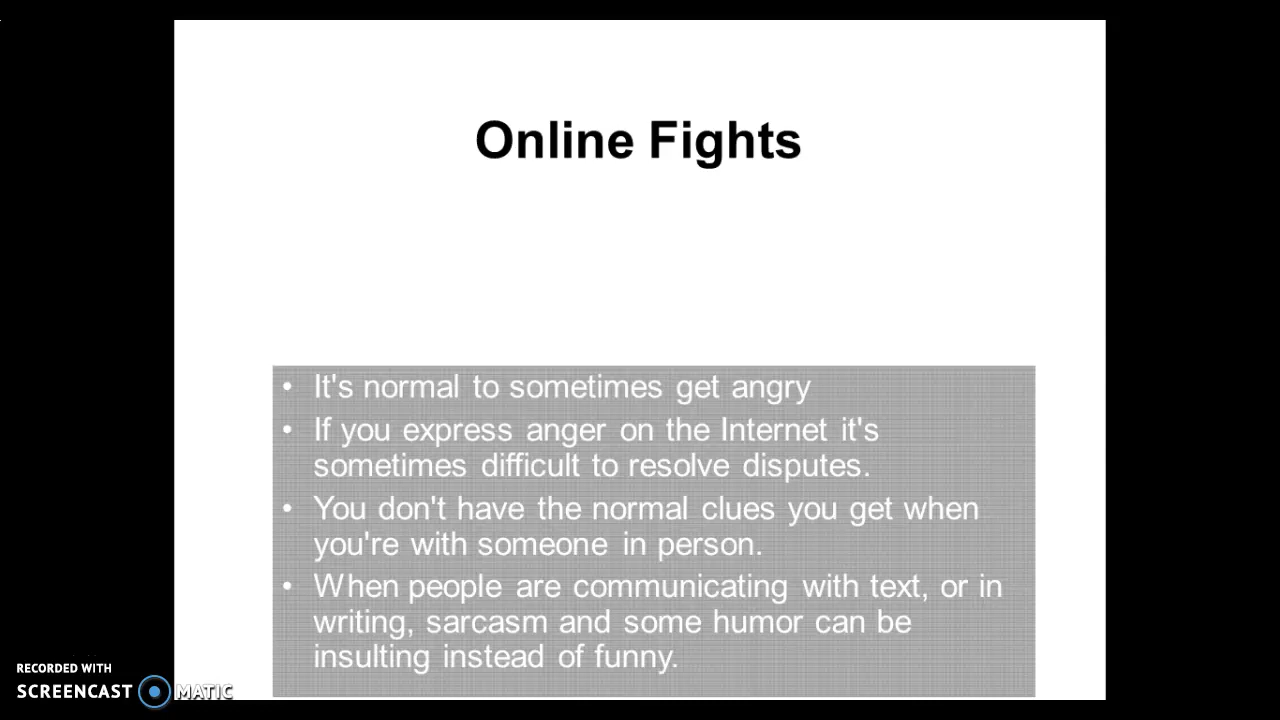 Online Fights
• It's normal to sometimes get angry
• If you express anger on the Internet it's
sometimes difficult to resolve disputes.
• You don't have the normal clues you get when
you're with someone in person.
• When people are communicating with text, or in
writing, sarcasm and some humor can be
insulting instead of funny.
RECORDED WITH
SCREENCAST MATIC